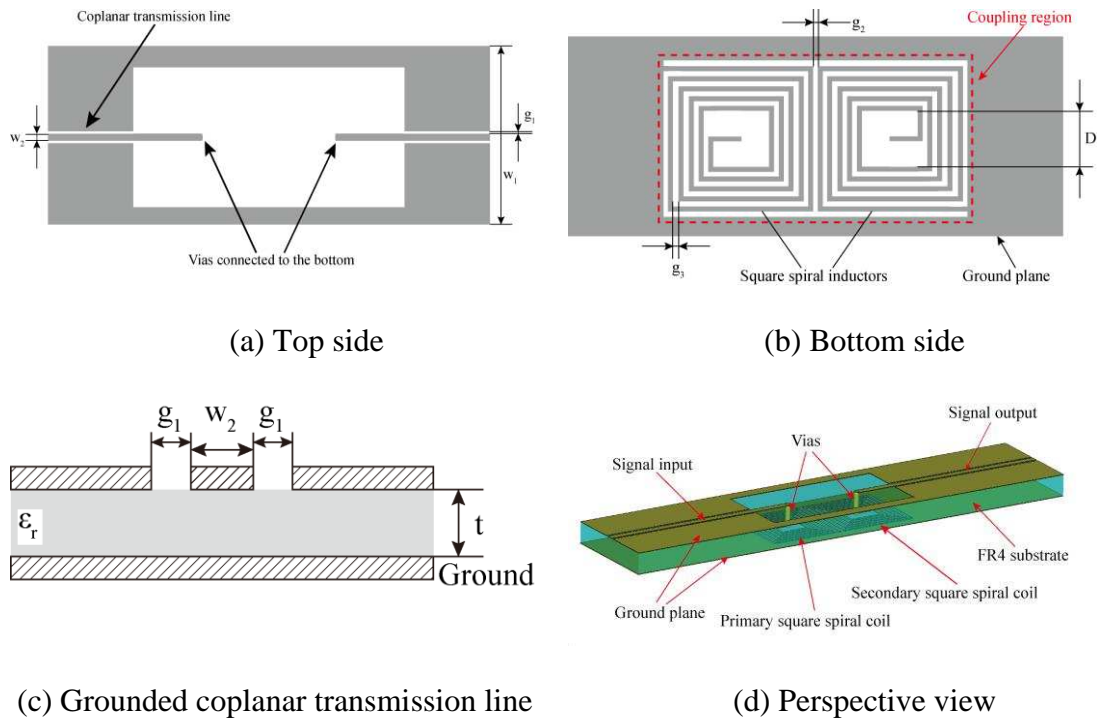 Coplanar transmission line
w2
g1
w1
Vias connected to the bottom
(a) Top side
g2
Coupling region
D
g3
Square spiral inductors
Ground plane
(b) Bottom side
g1 w2 g1
εr
t
Ground
(c) Grounded coplanar transmission line
Signal output
Vias
Signal input
FR4 substrate
Secondary square spiral coil
Ground plane
Primary square spiral coil
(d) Perspective view